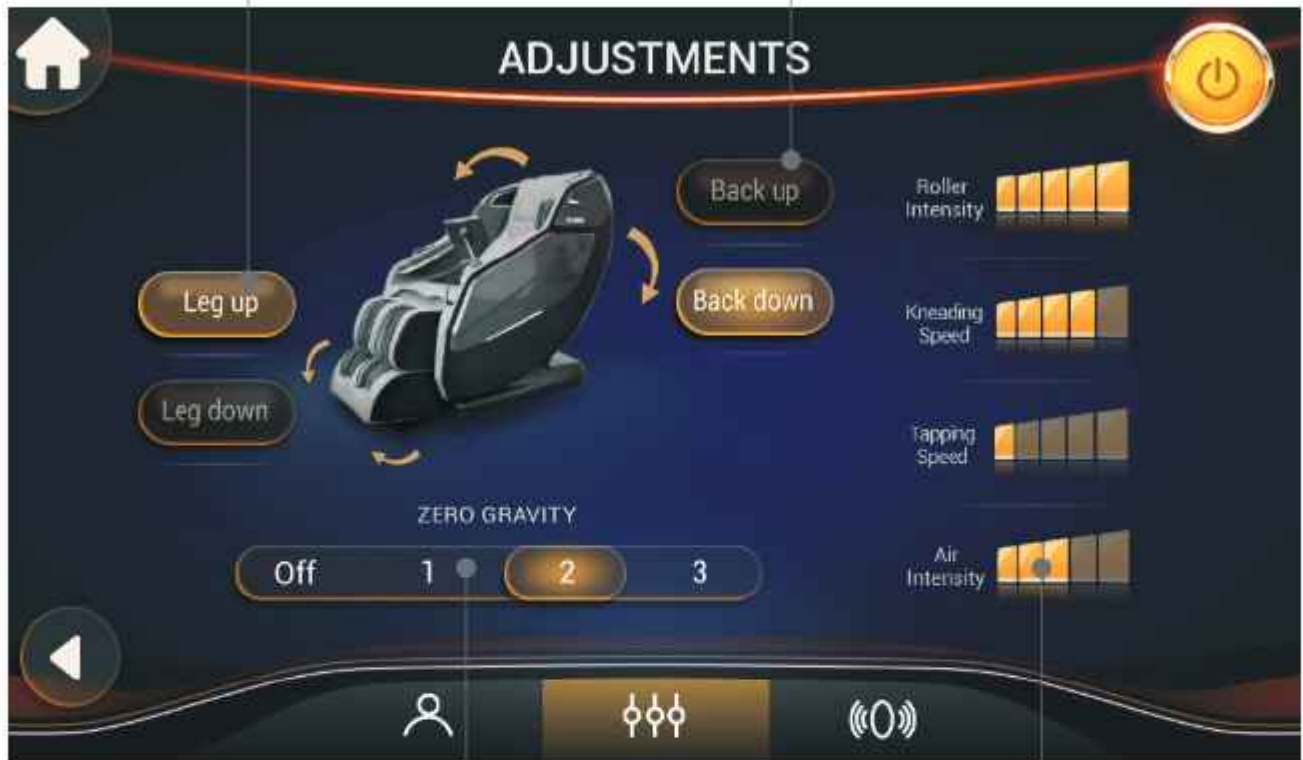 ADJUSTMENTS
Back up
Roller
Intensity
Leg up
Back down
Kneading
Speed
Leg down
Tapping
Speed
ZERO GRAVITY
Off 1 2 3
Air
Intensity